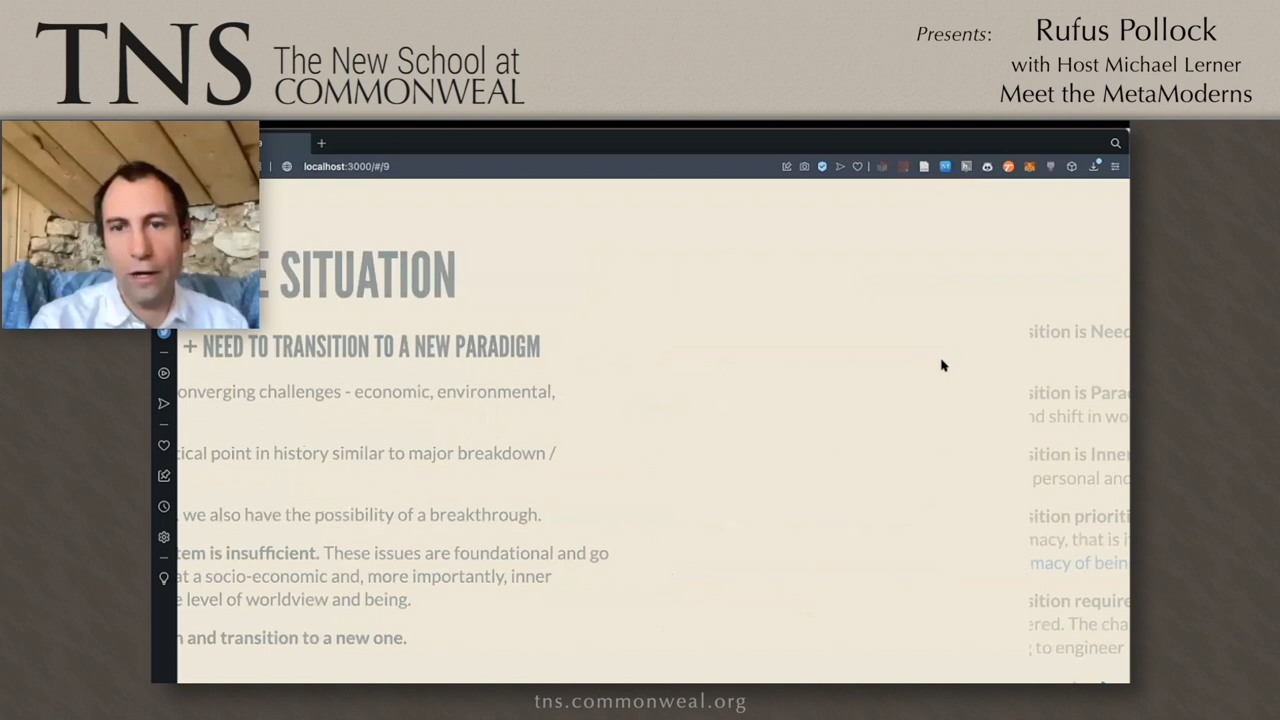 TNS
The New School at
COMMONWEAL
Presents: Rufus Pollock
with Host Michael Lerner
Meet the MetaModerns
localhost:3000/#/9
SITUATION
+ NEED TO TRANSITION TO A NEW PARADIGM
onverging challenges - economic, environmental,
tical point in history similar to major breakdown /
we also have the possibility of a breakthrough.
tem is insufficient. These issues are foundational and go
at a socio-economic and, more importantly, inner
e level of worldview and being.
and transition to a new one.
sition is Need
sition is Para
nd shift in wo
sition is Inner
personal and
sition prioriti
macy, that is i
macy of bein
sition require
ered. The cha
to engineer
tns.commonweal.org